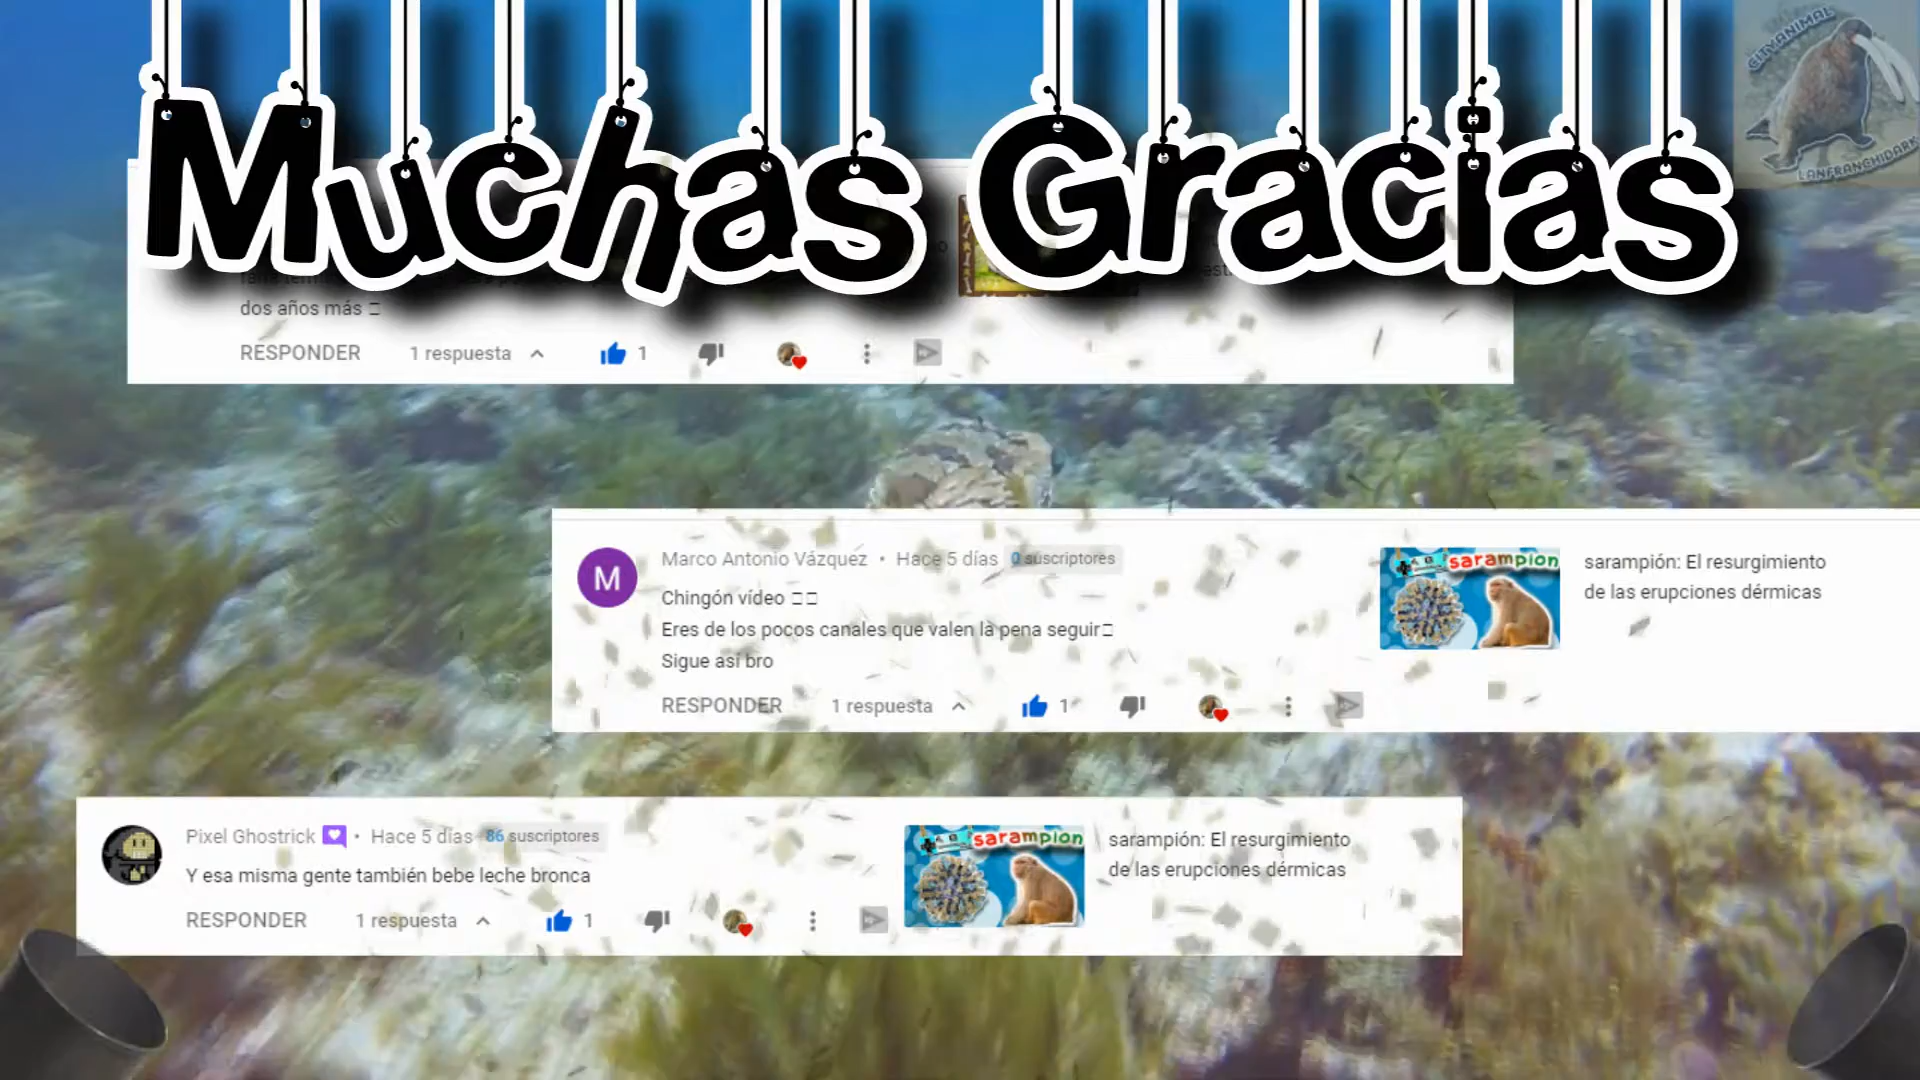 Muchas Gracias
CITYANIMAL
LANFRANCHIDARK
dos años más
RESPONDER 1 respuesta 1
Marco Antonio Vázquez • Hace 5 días 0 suscriptores
Chingón vídeo
Eres de los pocos canales que valen la pena seguir
Sigue así bro
RESPONDER 1 respuesta 1
M
sarampion
sarampión: El resurgimiento
de las erupciones dérmicas
Pixel Ghostrick • Hace 5 días 86 suscriptores
Y esa misma gente también bebe leche bronca
RESPONDER 1 respuesta 1
sarampion
sarampión: El resurgimiento
de las erupciones dérmicas